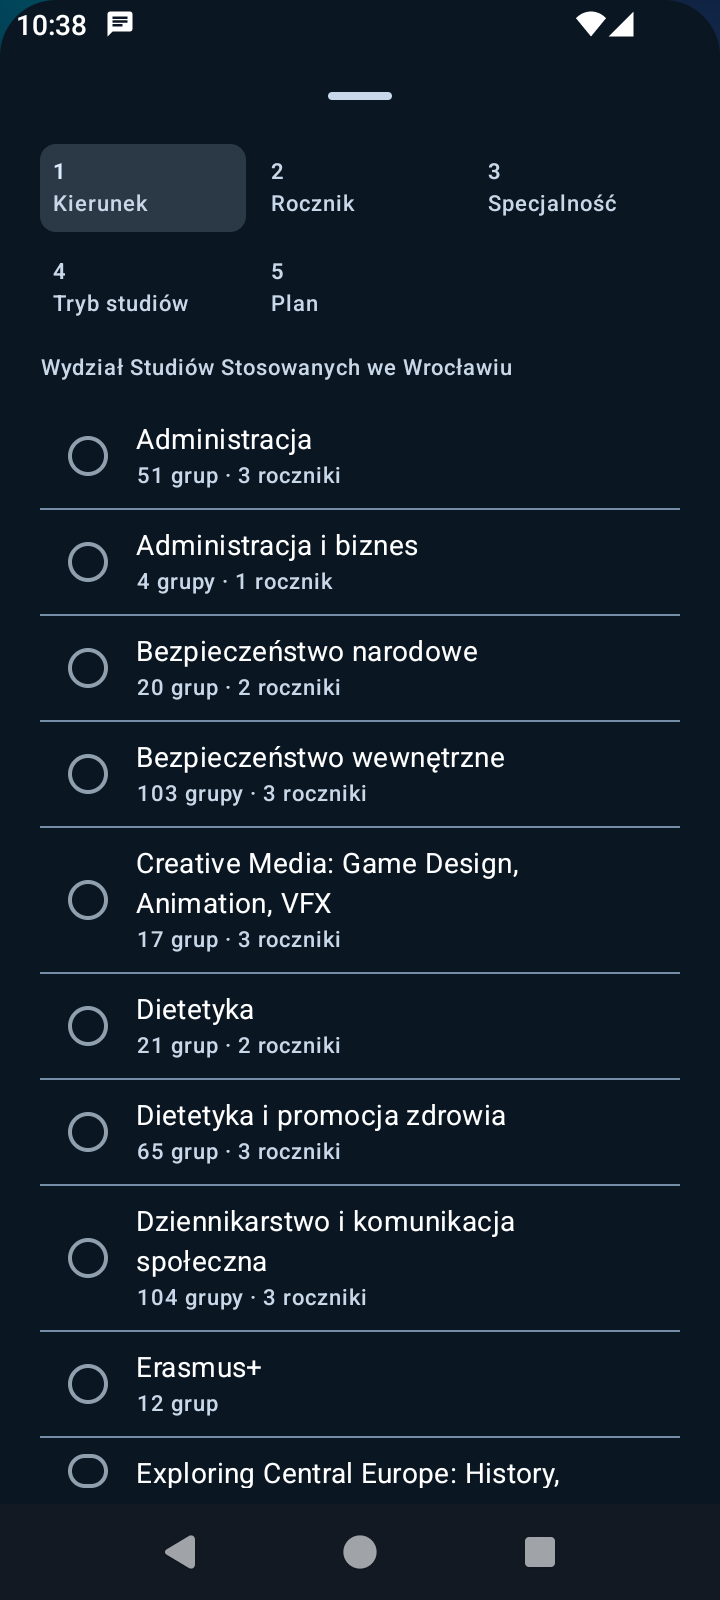 10:38
1
Kierunek
2
Rocznik
3
Specjalność
4
Tryb studiów
5
Plan
Wydział Studiów Stosowanych we Wrocławiu
Administracja
51 grup · 3 roczniki
Administracja i biznes
4 grupy · 1 rocznik
Bezpieczeństwo narodowe
20 grup · 2 roczniki
Bezpieczeństwo wewnętrzne
103 grupy · 3 roczniki
Creative Media: Game Design,
Animation, VFX
17 grup · 3 roczniki
Dietetyka
21 grup · 2 roczniki
Dietetyka i promocja zdrowia
65 grup · 3 roczniki
Dziennikarstwo i komunikacja
społeczna
104 grupy · 3 roczniki
Erasmus+
12 grup
Exploring Central Europe: History,